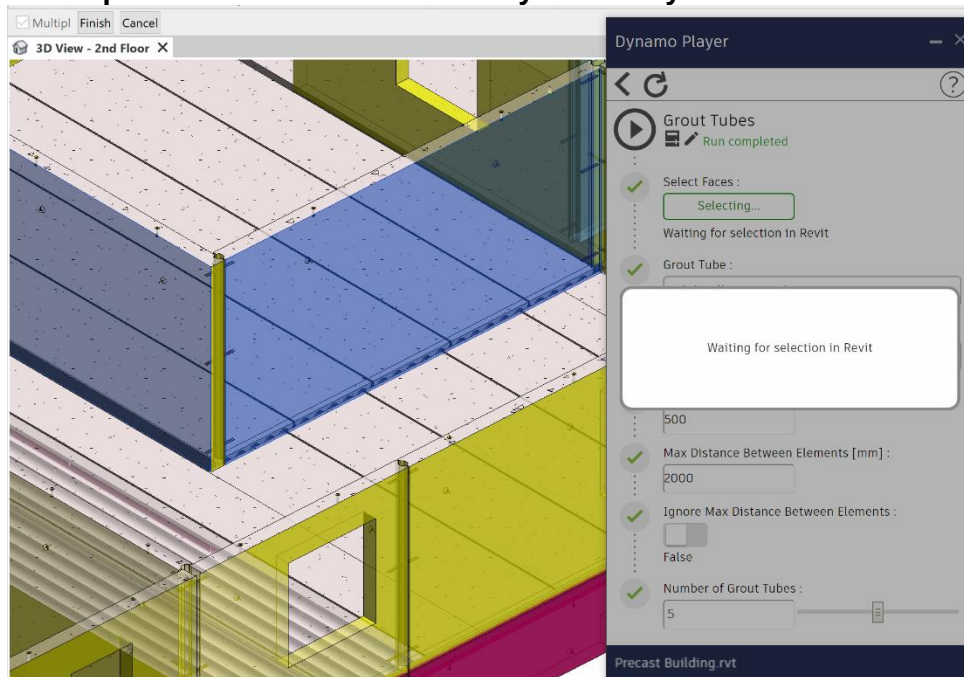 Multipl Finish Cancel
3D View - 2nd Floor
Dynamo Player
Grout Tubes
Run completed
Select Faces :
Selecting...
Waiting for selection in Revit
Grout Tube :
Waiting for selection in Revit
500
Max Distance Between Elements [mm] :
2000
Ignore Max Distance Between Elements :
False
Number of Grout Tubes :
5
Precast Building.rvt